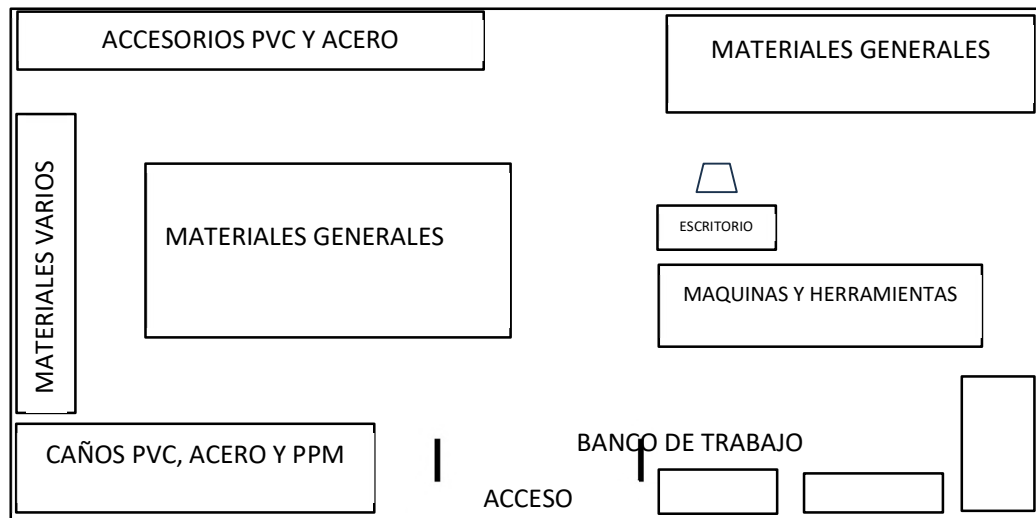 ACCESORIOS PVC Y ACERO
MATERIALES GENERALES
MATERIALES VARIOS
MATERIALES GENERALES
ESCRITORIO
MAQUINAS Y HERRAMIENTAS
CAÑOS PVC, ACERO Y PPM
BANCO DE TRABAJO
ACCESO